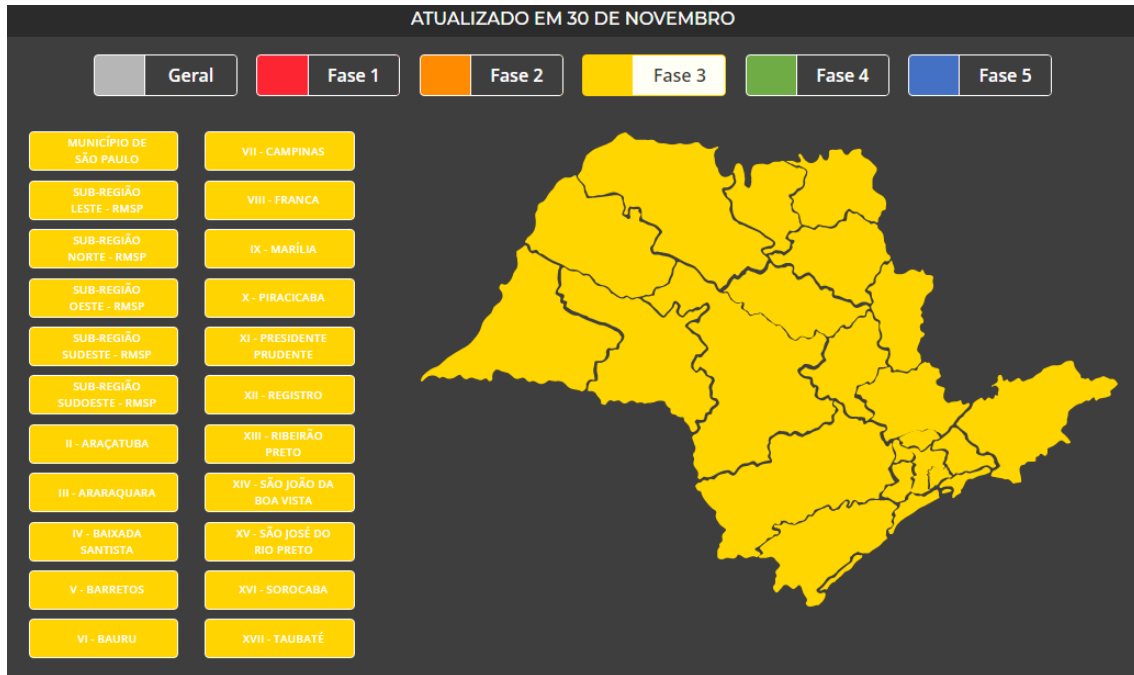 ATUALIZADO EM 30 DE NOVEMBRO
Geral
Fase 1
Fase 2
Fase 3
Fase 4
Fase 5
MUNICÍPIO DE
SÃO PAULO
SUB-REGIÃO
LESTE - RMSP
SUB-REGIÃO
NORTE - RMSP
SUB-REGIÃO
OESTE - RMSP
SUB-REGIÃO
SUDESTE - RMSP
SUB-REGIÃO
SUDOESTE - RMSP
II - ARAÇATUBA
III - ARARAQUARA
IV - BAIXADA
SANTISTA
V - BARRETOS
VI - BAURU
VII - CAMPINAS
VIII - FRANCA
IX - MARÍLIA
X - PIRACICABA
XI - PRESIDENTE
PRUDENTE
XII - REGISTRO
XIII - RIBEIRÃO
PRETO
XIV - SÃO JOÃO DA
BOA VISTA
XV - SÃO JOSÉ DO
RIO PRETO
XVI - SOROCABA
XVII - TAUBATÉ